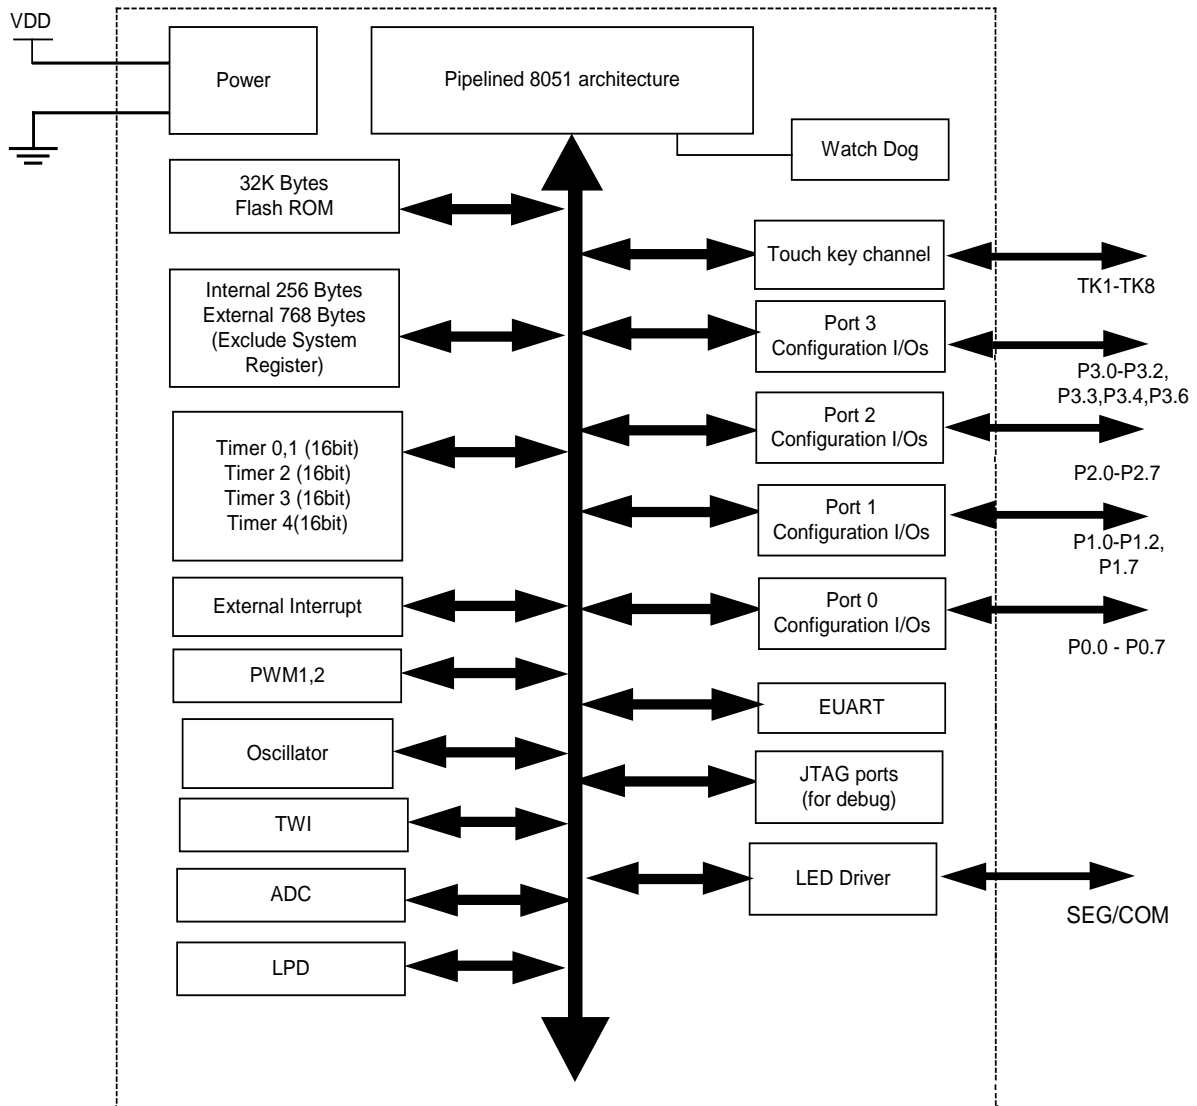 VDD
Power
Pipelined 8051 architecture
Watch Dog
32K Bytes
Flash ROM
Touch key channel
TK1-TK8
Internal 256 Bytes
External 768 Bytes
(Exclude System
Register)
Port 3
Configuration I/Os
P3.0-P3.2,
P3.3,P3.4,P3.6
Timer 0,1 (16bit)
Timer 2 (16bit)
Timer 3 (16bit)
Timer 4(16bit)
Port 2
Configuration I/Os
P2.0-P2.7
Port 1
Configuration I/Os
P1.0-P1.2,
P1.7
External Interrupt
Port 0
Configuration I/Os
P0.0 - P0.7
PWM1,2
EUART
Oscillator
JTAG ports
(for debug)
TWI
ADC
LED Driver
SEG/COM
LPD